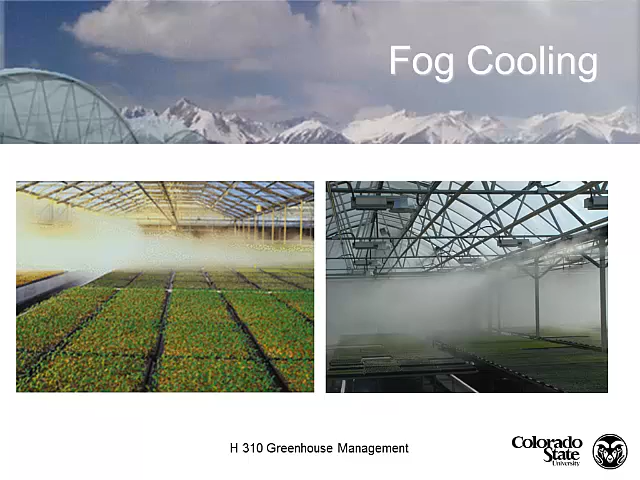 Fog Cooling
H 310 Greenhouse Management
Colorado
State
University